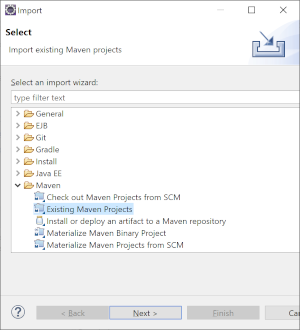 Import
Select
Import existing Maven projects
Select an import wizard:
type filter text
General
EJB
Git
Gradle
Install
Java EE
Maven
Check out Maven Projects from SCM
Existing Maven Projects
Install or deploy an artifact to a Maven repository
Materialize Maven Binary Project
Materialize Maven Projects from SCM
? < Back Next > Finish Can